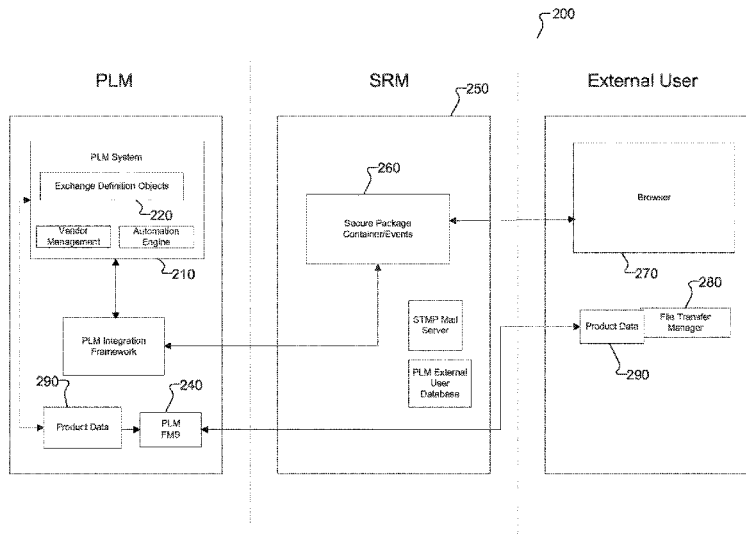 200
PLM
SRM
External User
250
PLM System
Exchange Definition Objects
220
Vendor
Management
Automation
Engine
210
260
Secure Package
Container/Events
Browser
270
280
PLM Integration
Framework
STMP Mail
Server
File Transfer
Manager
Product Data
290
290
240
PLM External
User
Database
Product Data
PLM
FMS